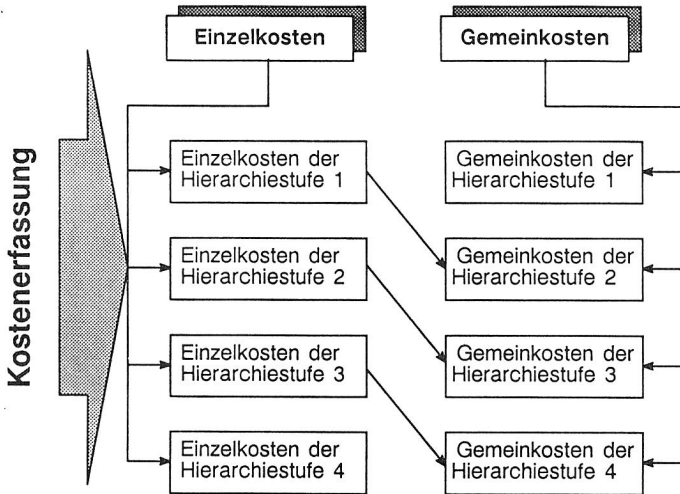 Einzelkosten
Gemeinkosten
Kostenerfassung
Einzelkosten der
Hierarchiestufe 1
Gemeinkosten der
Hierarchiestufe 1
Einzelkosten der
Hierarchiestufe 2
Gemeinkosten der
Hierarchiestufe 2
Einzelkosten der
Hierarchiestufe 3
Gemeinkosten der
Hierarchiestufe 3
Einzelkosten der
Hierarchiestufe 4
Gemeinkosten der
Hierarchiestufe 4